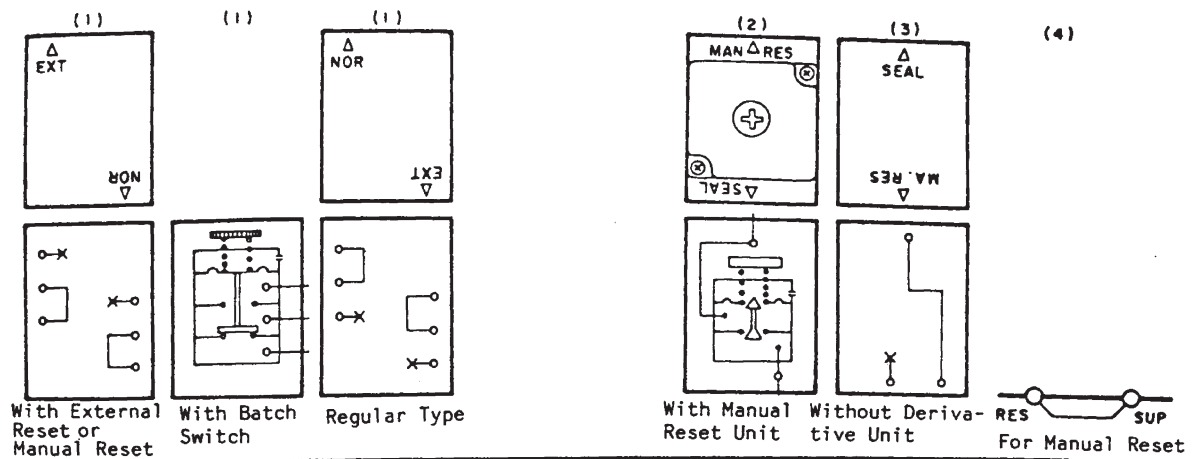 (1)
(1)
(1)
(2)
(3)
(4)
EXT
NOR
NOR
EXT
MAN RES
SEAL
SEAL
MA. RES
With External
Reset or
Manual Reset
With Batch
Switch
Regular Type
With Manual
Reset Unit
Without Deriva-
tive Unit
RES
SUP
For Manual Reset